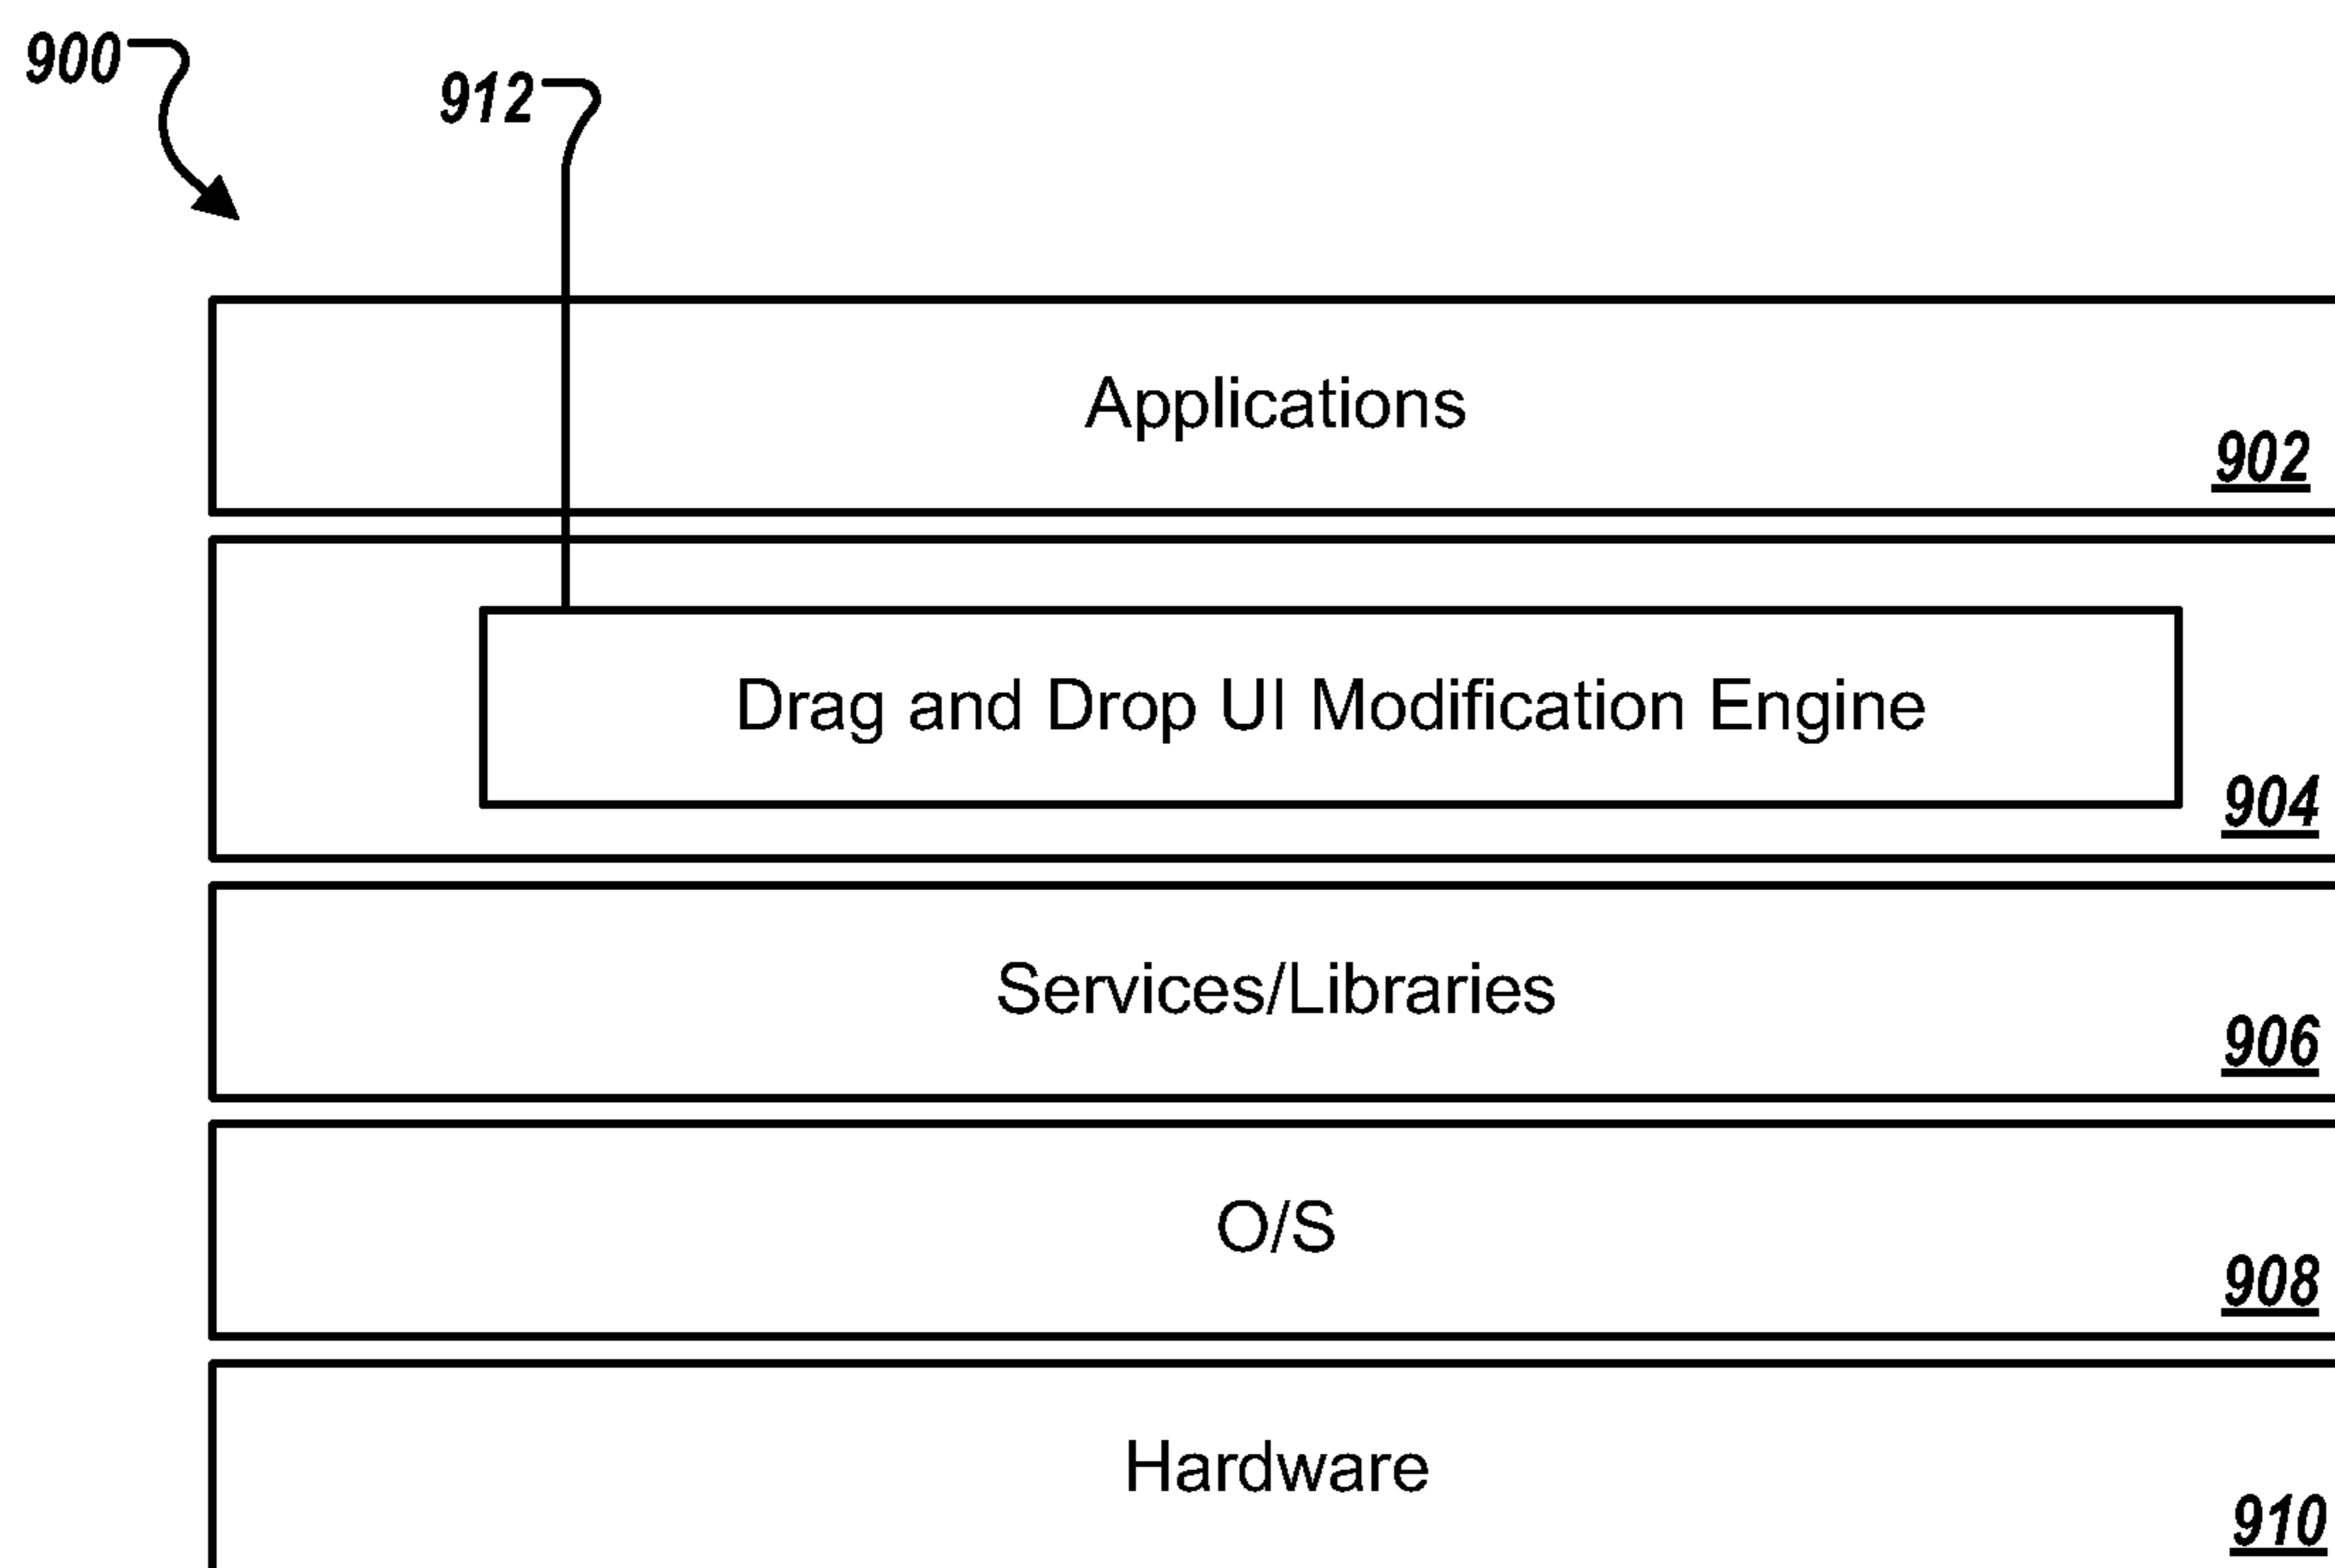 900
912
Applications
902
Drag and Drop UI Modification Engine
904
Services/Libraries
906
O/S
908
Hardware
910